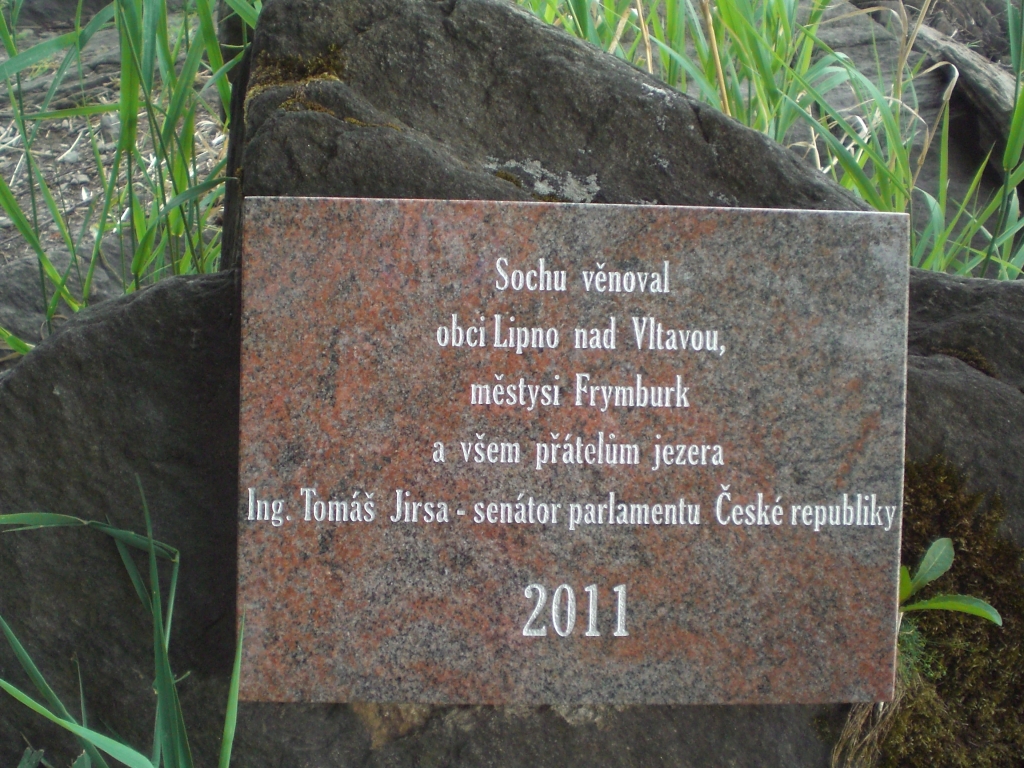 Sochu věnoval
obci Lipno nad Vltavou,
městysi Frymburk
a všem přátelům jezera
Ing. Tomáš Jirsa - senátor parlamentu České republiky
2011